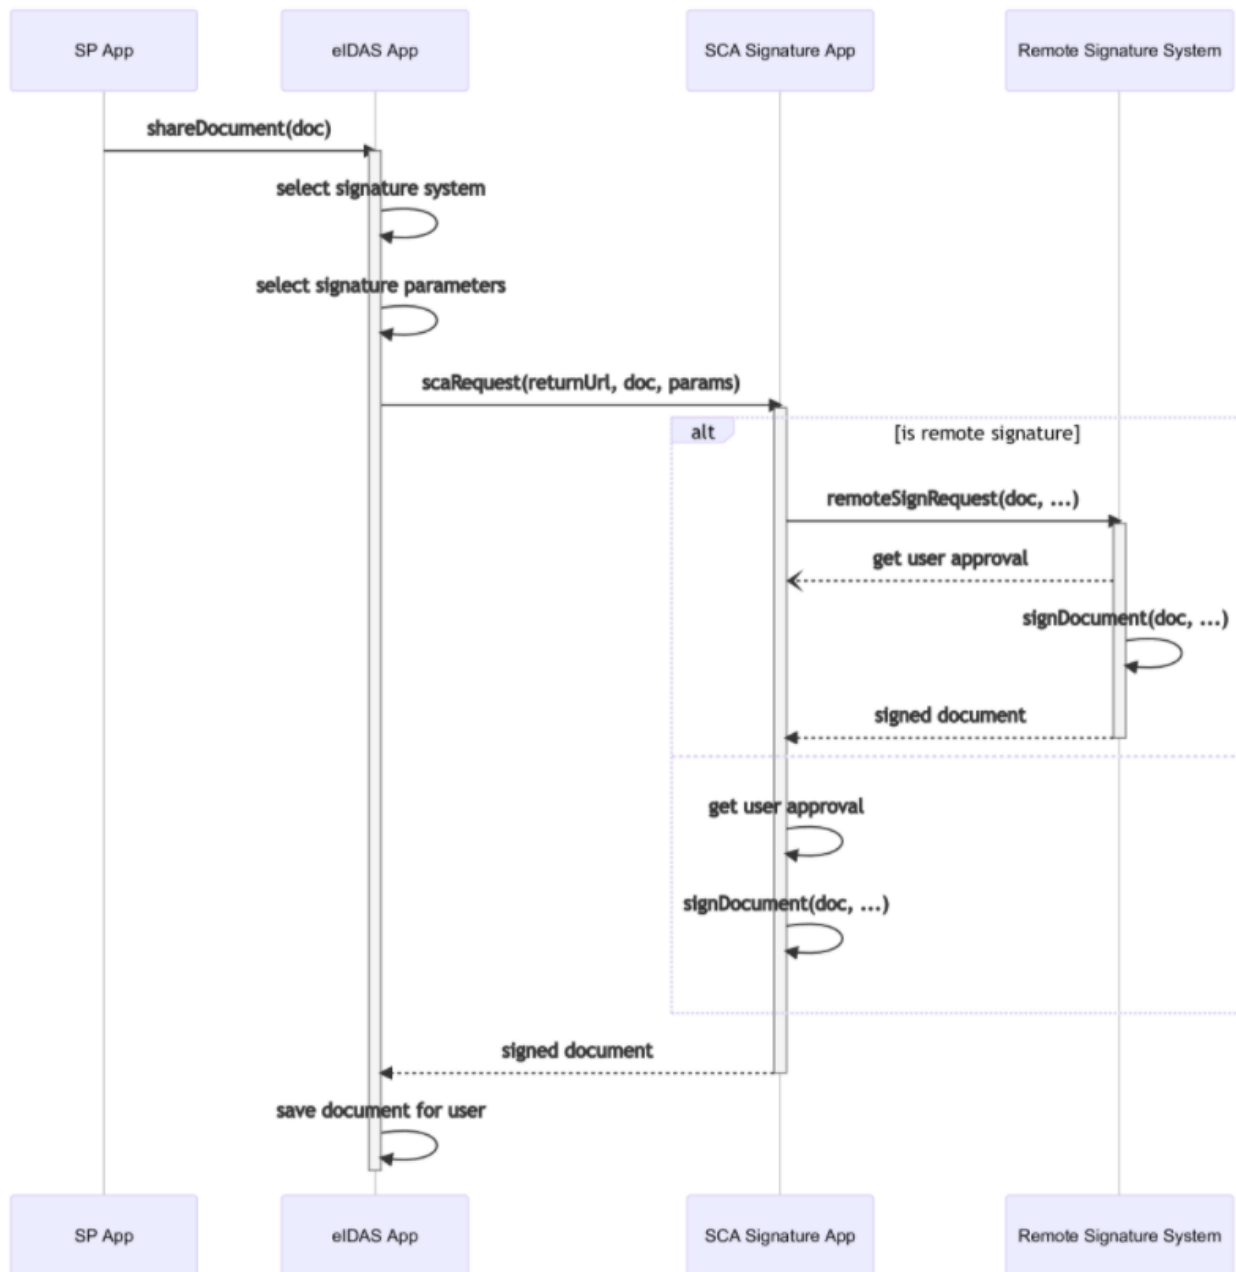 SP App
eIDAS App
SCA Signature App
Remote Signature System
shareDocument(doc)
select signature system
select signature parameters
scaRequest(returnUrl, doc, params)
alt
[is remote signature]
remoteSignRequest(doc, ...)
get user approval
signDocument(doc, ...)
signed document
get user approval
signDocument(doc, ...)
signed document
save document for user
SP App
eIDAS App
SCA Signature App
Remote Signature System